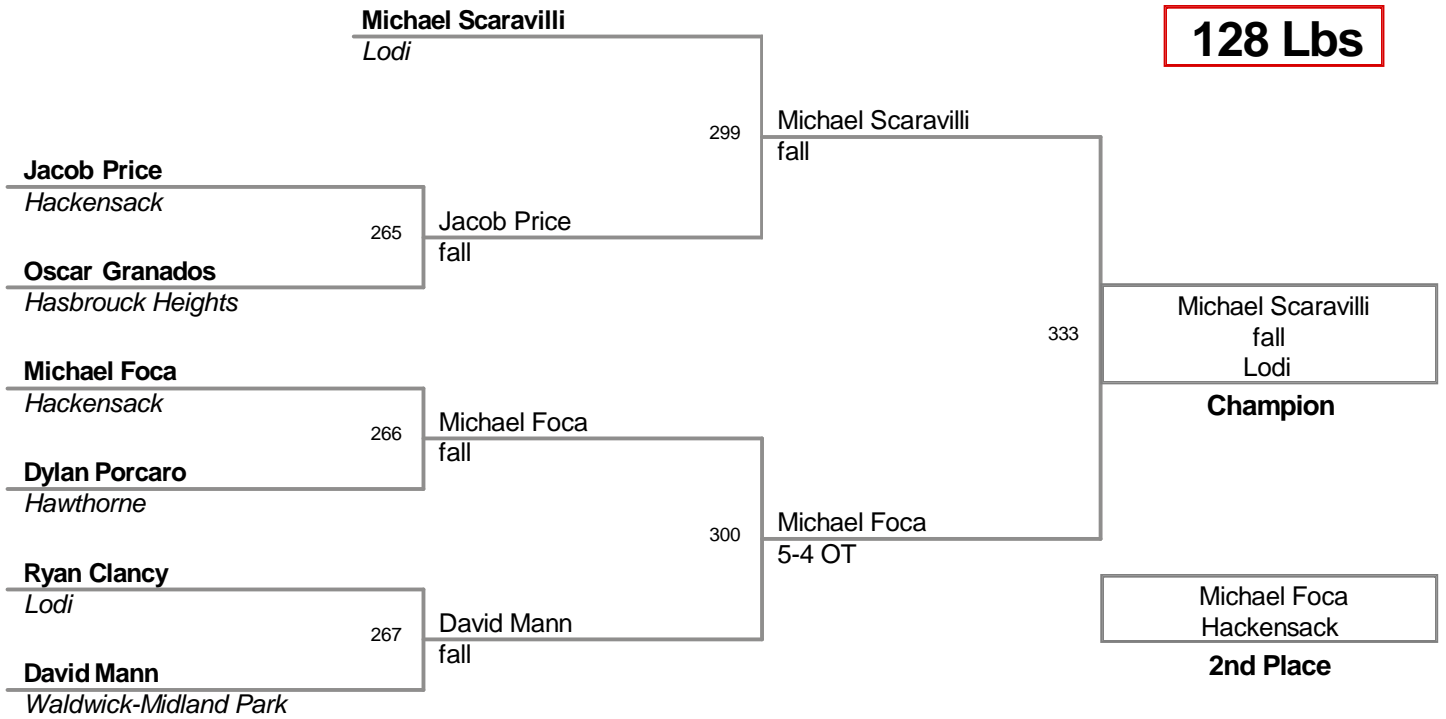 Michael Scaravilli
Lodi
128 Lbs
299
Michael Scaravilli
fall
Jacob Price
Hackensack
265
Jacob Price
fall
Oscar Granados
Hasbrouck Heights
333
Michael Scaravilli
fall
Lodi
Champion
Michael Foca
Hackensack
266
Michael Foca
fall
Dylan Porcaro
Hawthorne
300
Michael Foca
5-4 OT
Ryan Clancy
Lodi
267
David Mann
fall
David Mann
Waldwick-Midland Park
Michael Foca
Hackensack
2nd Place